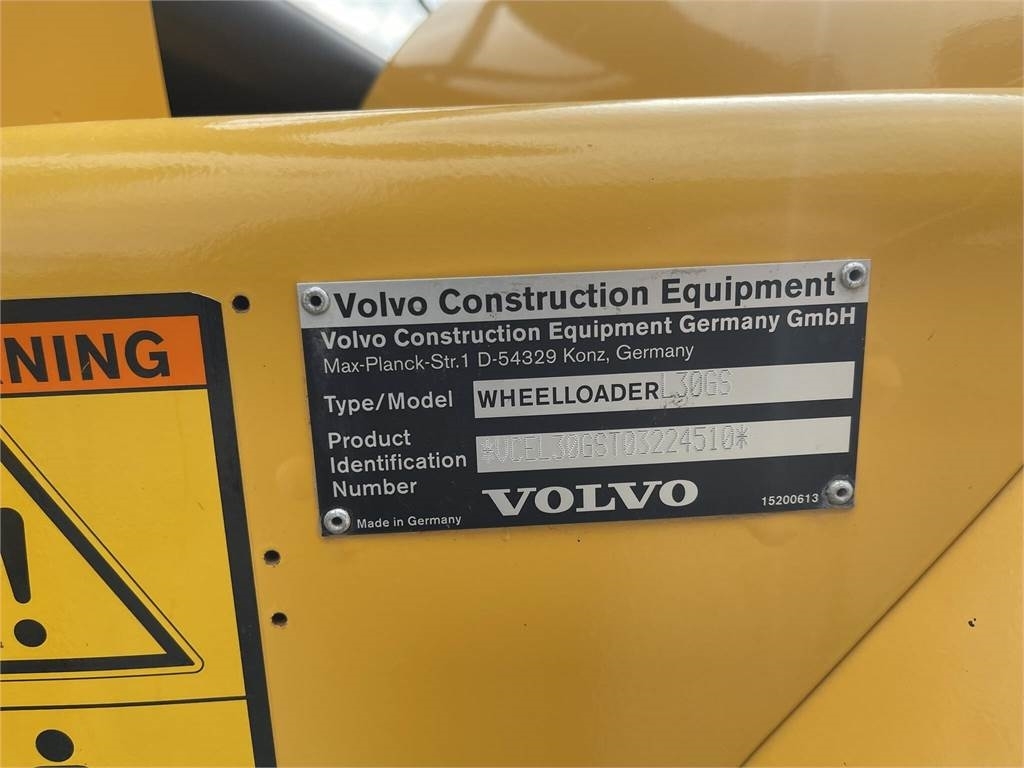 RNING
Volvo Construction Equipment
Volvo Construction Equipment Germany GmbH
Max-Planck-Str.1 D-54329 Konz, Germany
Type/Model WHEELLOADER L30GS
Product
Identification
Number
*VCEL30GST03224510*
VOLVO
Made in Germany
15200613